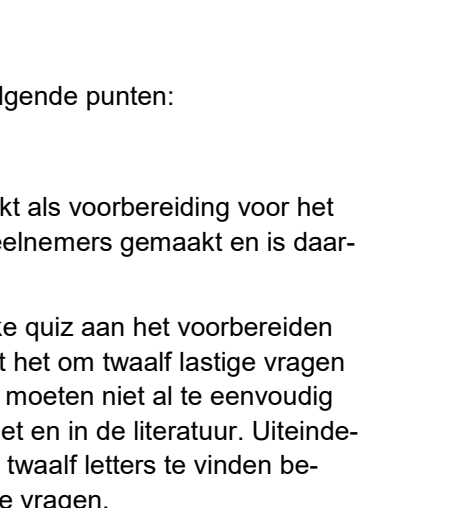 lgende punten:
kt als voorbereiding voor het
eelnemers gemaakt en is daar-
ke quiz aan het voorbereiden
t het om twaalf lastige vragen
moeten niet al te eenvoudig
et en in de literatuur. Uiteinde-
twaalf letters te vinden be-
e vragen.